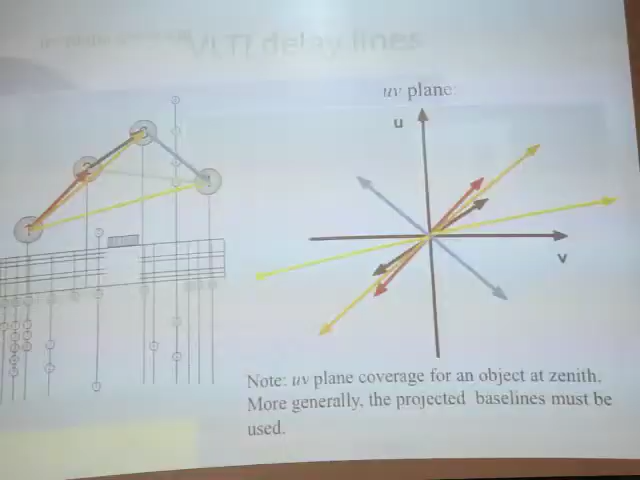 VLTI delay lines
uv plane:
u
v
Note: uv plane coverage for an object at zenith.
More generally, the projected baselines must be
used.